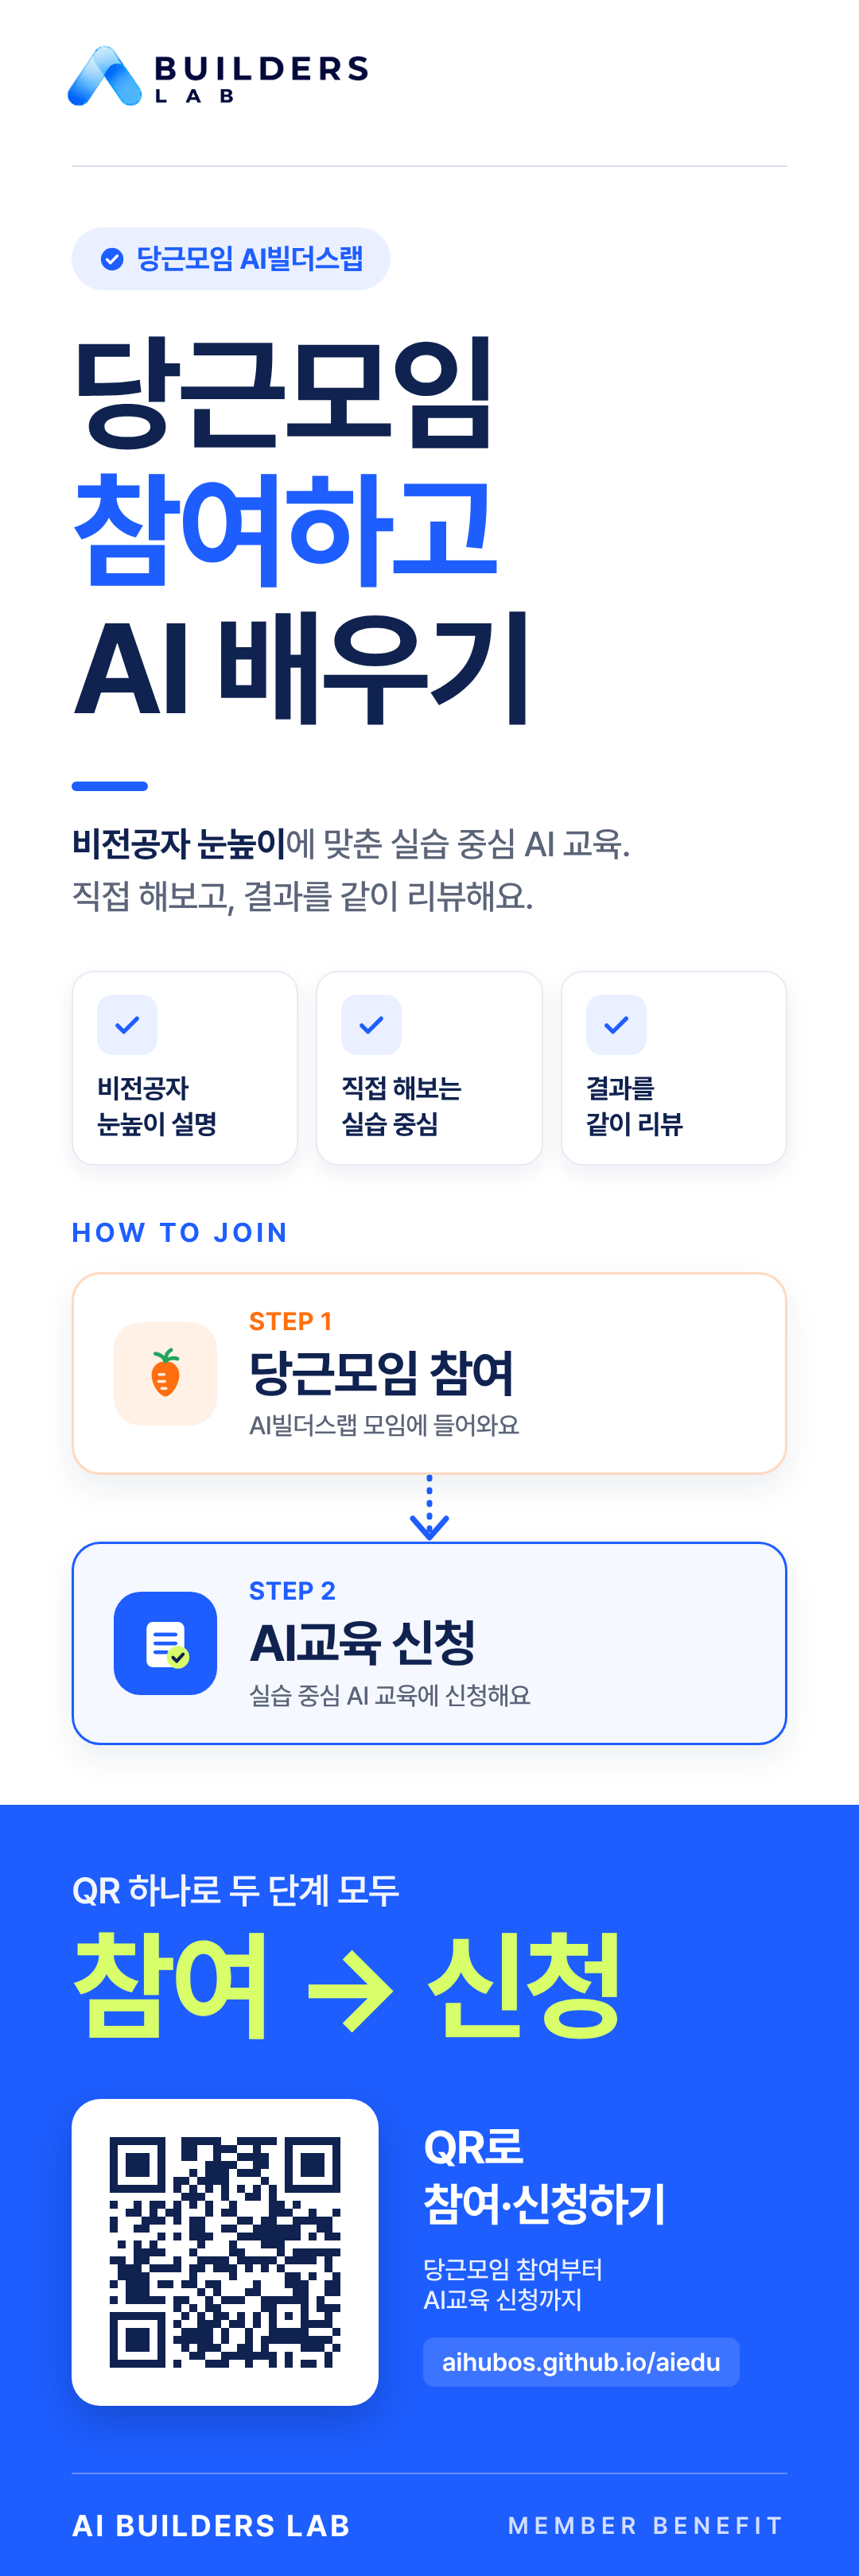 BUILDERS
LAB
당근모임 AI빌더스랩
당근모임
참여하고
AI 배우기
비전공자 눈높이에 맞춘 실습 중심 AI 교육.
직접 해보고, 결과를 같이 리뷰해요.
비전공자
눈높이 설명
직접 해보는
실습 중심
결과를
같이 리뷰
HOW TO JOIN
STEP 1
당근모임 참여
AI빌더스랩 모임에 들어와요
STEP 2
AI교육 신청
실습 중심 AI 교육에 신청해요
QR 하나로 두 단계 모두
참여 → 신청
QR로
참여·신청하기
당근모임 참여부터
AI교육 신청까지
aihubos.github.io/aiedu
AI BUILDERS LAB
MEMBER BENEFIT